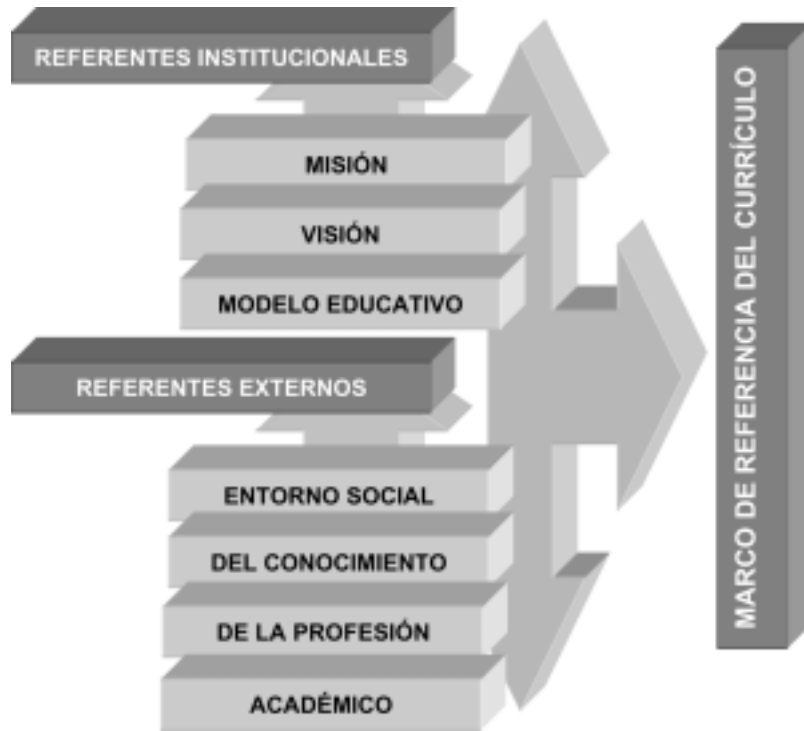 REFERENTES INSTITUCIONALES
MISIÓN
VISIÓN
MODELO EDUCATIVO
REFERENTES EXTERNOS
ENTORNO SOCIAL
DEL CONOCIMIENTO
DE LA PROFESIÓN
ACADÉMICO
MARCO DE REFERENCIA DEL CURRÍCULO